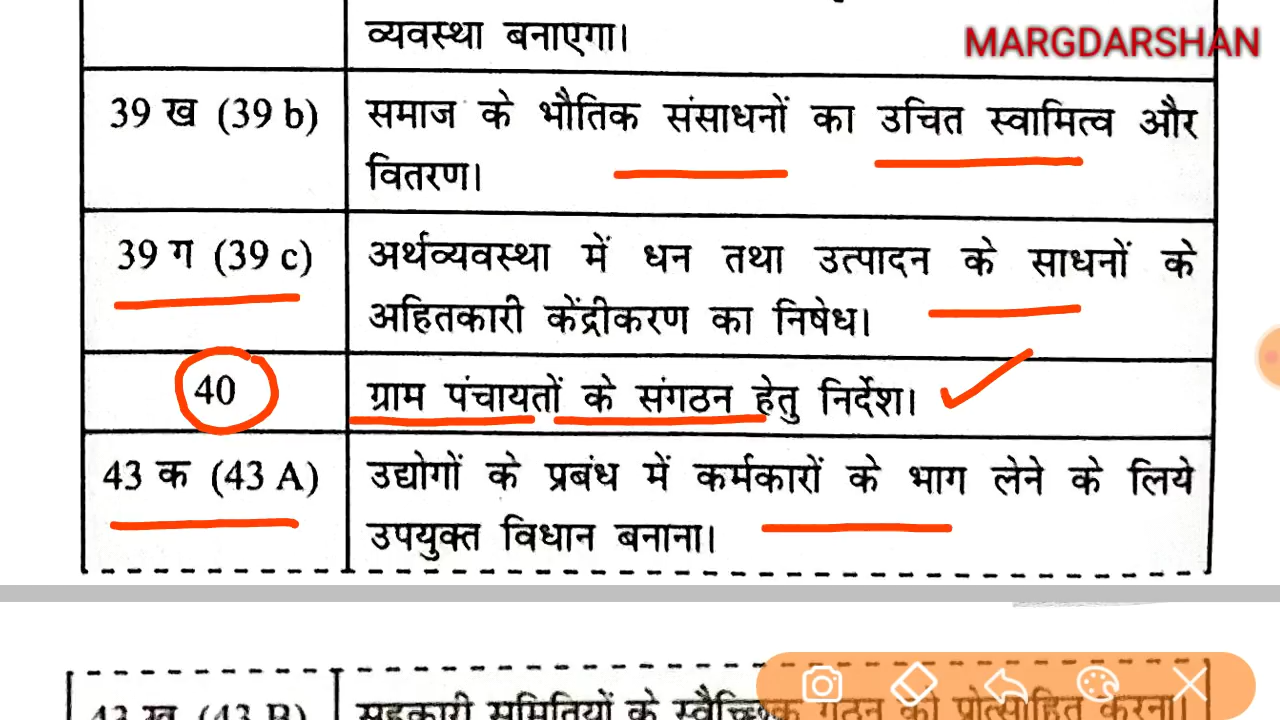 व्यवस्था बनाएगा।
MARGDARSHAN
39 ख (39 b)
समाज के भौतिक संसाधनों का उचित स्वामित्व और
वितरण।
39 ग (39 c)
अर्थव्यवस्था में धन तथा उत्पादन के साधनों के
अहितकारी केंद्रीकरण का निषेध।
40
ग्राम पंचायतों के संगठन हेतु निर्देश।
43 क (43 A)
उद्योगों के प्रबंध में कर्मकारों के भाग लेने के लिये
उपयुक्त विधान बनाना।
43 ख (43 B)
सहकारी समितियों के स्वैच्छिक गठन को प्रोत्साहित करना।